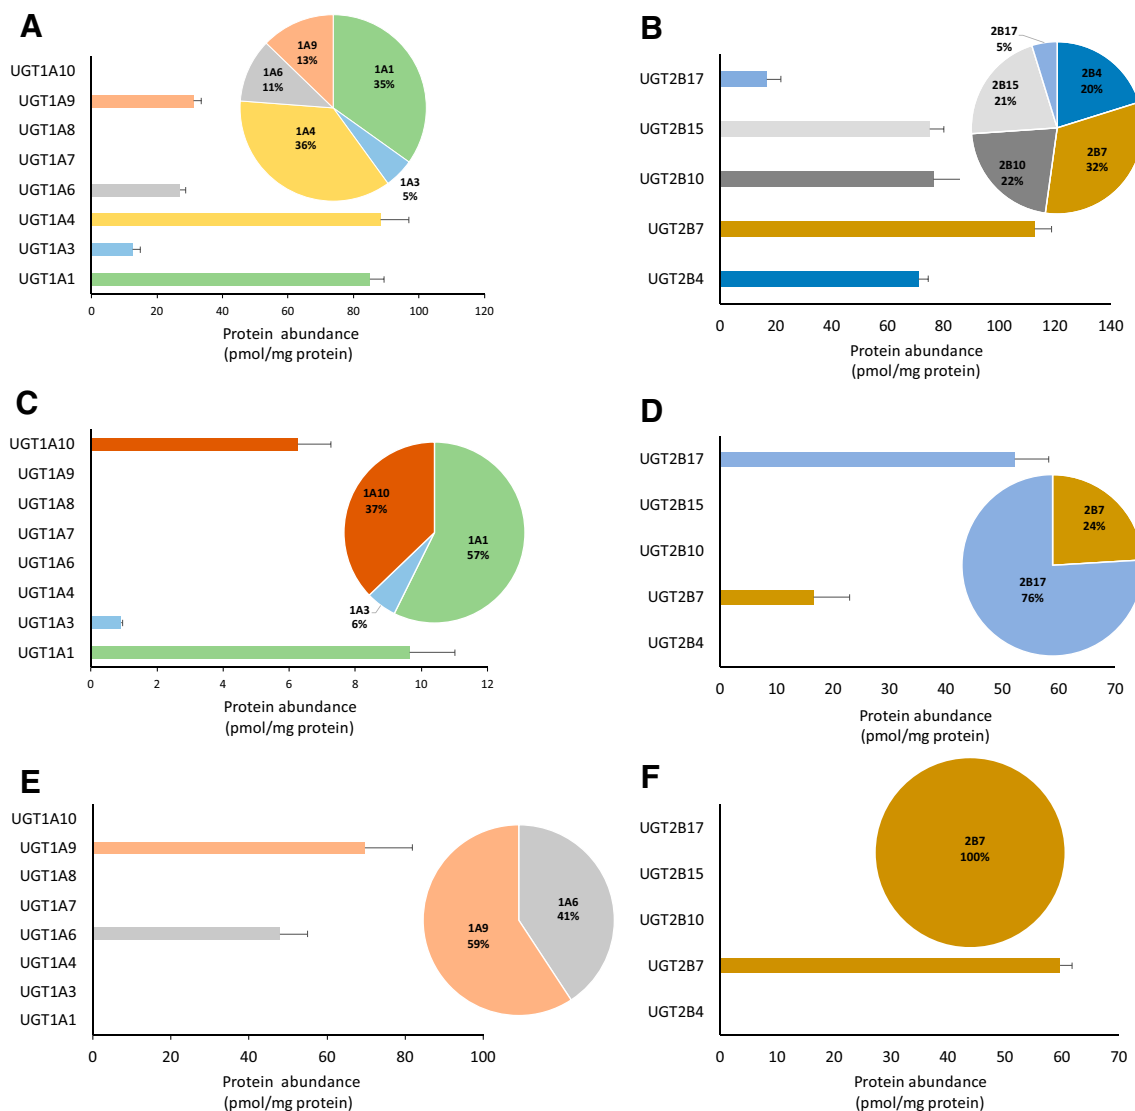 A
UGT1A10
UGT1A9
UGT1A8
UGT1A7
UGT1A6
UGT1A4
UGT1A3
UGT1A1
0 20 40 60 80 100 120
Protein abundance
(pmol/mg protein)
1A9
13%
1A1
35%
1A6
11%
1A4
36%
1A3
5%
B
UGT2B17
UGT2B15
UGT2B10
UGT2B7
UGT2B4
0 20 40 60 80 100 120 140
Protein abundance
(pmol/mg protein)
2B17
5%
2B4
20%
2B15
21%
2B10
22%
2B7
32%
C
UGT1A10
UGT1A9
UGT1A8
UGT1A7
UGT1A6
UGT1A4
UGT1A3
UGT1A1
0 2 4 6 8 10 12
Protein abundance
(pmol/mg protein)
1A10
37%
1A1
57%
1A3
6%
D
UGT2B17
UGT2B15
UGT2B10
UGT2B7
UGT2B4
0 10 20 30 40 50 60 70
Protein abundance
(pmol/mg protein)
2B7
24%
2B17
76%
E
UGT1A10
UGT1A9
UGT1A8
UGT1A7
UGT1A6
UGT1A4
UGT1A3
UGT1A1
0 20 40 60 80 100
Protein abundance
(pmol/mg protein)
1A6
41%
1A9
59%
F
UGT2B17
UGT2B15
UGT2B10
UGT2B7
UGT2B4
0 10 20 30 40 50 60 70
Protein abundance
(pmol/mg protein)
2B7
100%